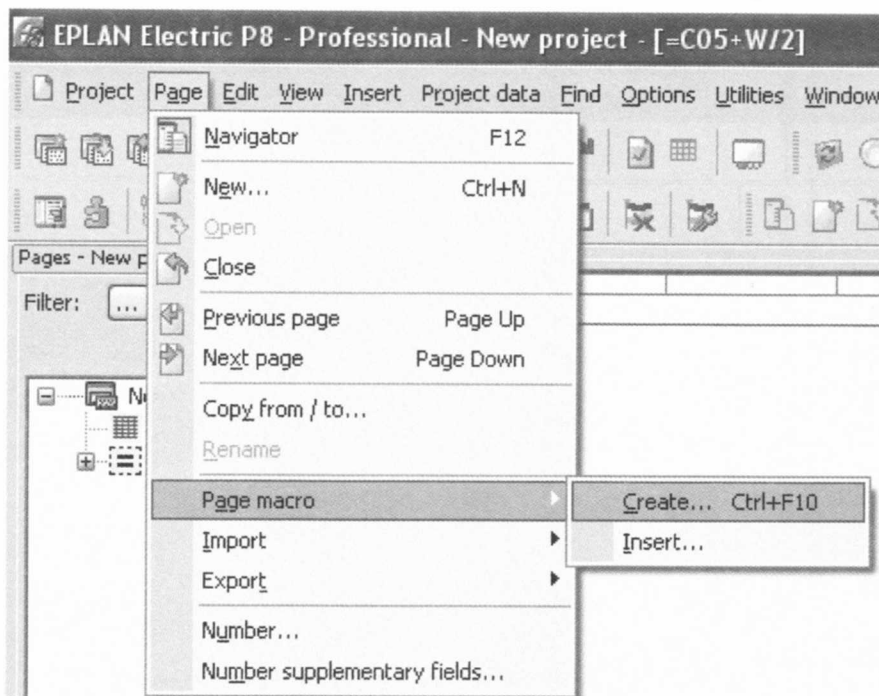 EPLAN Electric P8 - Professional - New project - [=C05+W/2]
Project Page Edit View Insert Project data Find Options Utilities Window
Navigator F12
New... Ctrl+N
Open
Close
Pages - New p
Filter: ...
Previous page Page Up
Next page Page Down
Copy from / to...
Rename
Page macro
Create... Ctrl+F10
Import
Insert...
Export
Number...
Number supplementary fields...